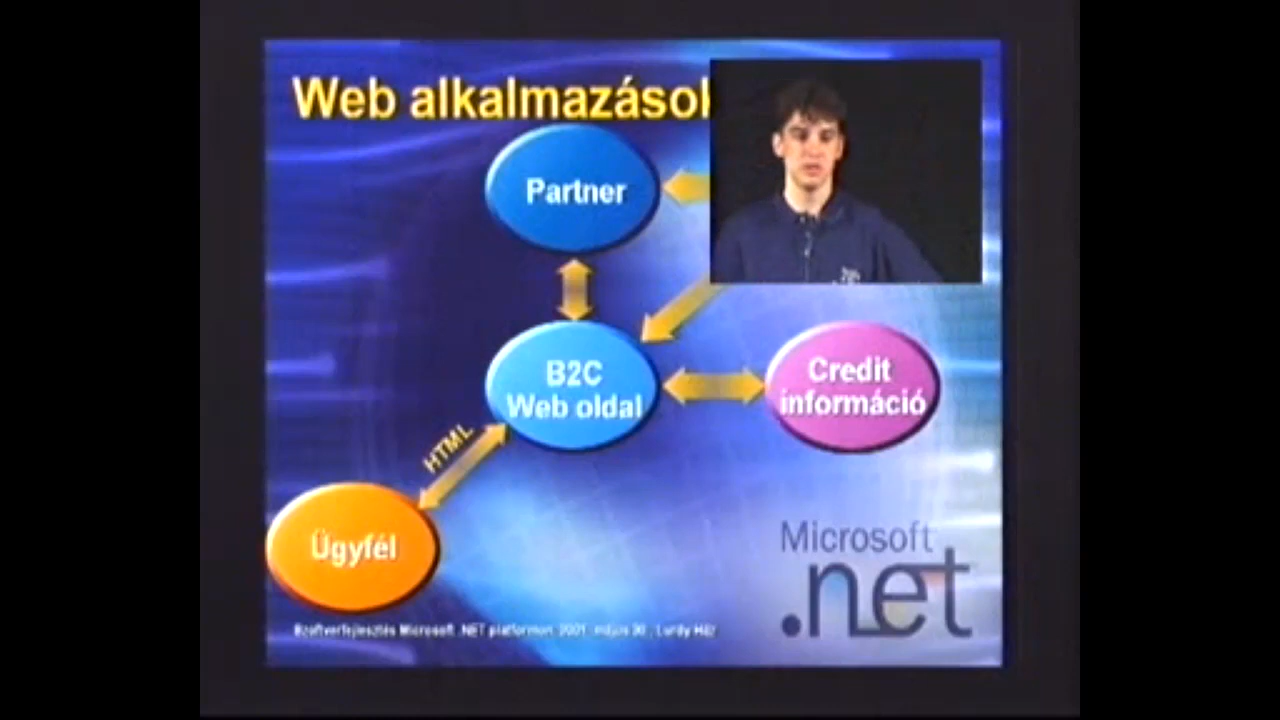 Web alkalmazások
Partner
B2C
Web oldal
Credit
információ
HTML
Ügyfél
Microsoft
.net
Szoftverfejlesztés Microsoft .NET platformon, 2001. május 30., Lurdy Ház